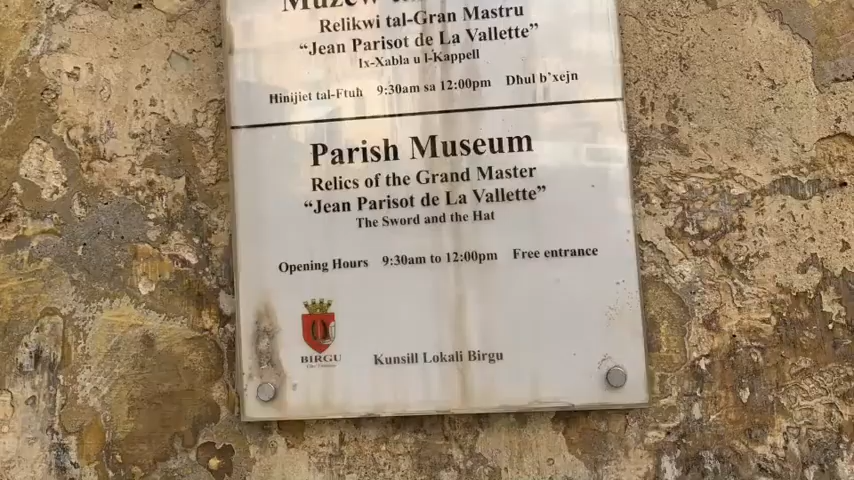 Mużew
Relikwi tal-Gran Mastru
“Jean Parisot de La Vallette”
Ix-Xabla u l-Kappell
Hinijiet tal-Ftuh 9:30am sa 12:00pm Dhul b’xejn
Parish Museum
Relics of the Grand Master
“Jean Parisot de La Vallette”
The Sword and the Hat
Opening Hours 9:30am to 12:00pm Free entrance
BIRGU
Kunsill Lokali Birgu